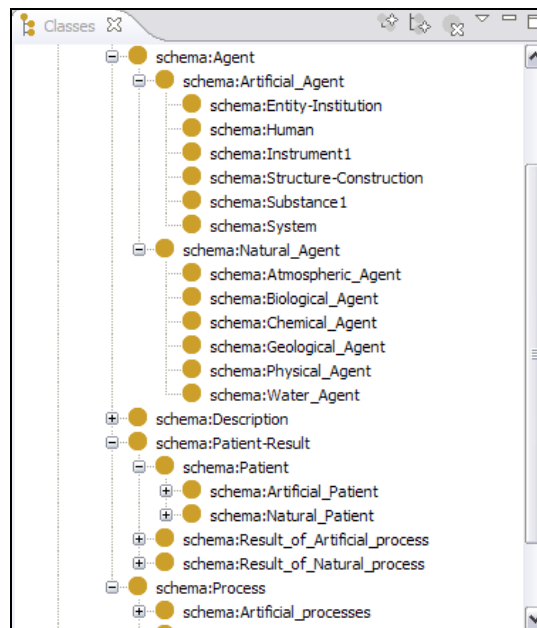 Classes
schema:Agent
schema:Artificial_Agent
schema:Entity-Institution
schema:Human
schema:Instrument1
schema:Structure-Construction
schema:Substance1
schema:System
schema:Natural_Agent
schema:Atmospheric_Agent
schema:Biological_Agent
schema:Chemical_Agent
schema:Geological_Agent
schema:Physical_Agent
schema:Water_Agent
schema:Description
schema:Patient-Result
schema:Patient
schema:Artificial_Patient
schema:Natural_Patient
schema:Result_of_Artificial_process
schema:Result_of_Natural_process
schema:Process
schema:Artificial_processes